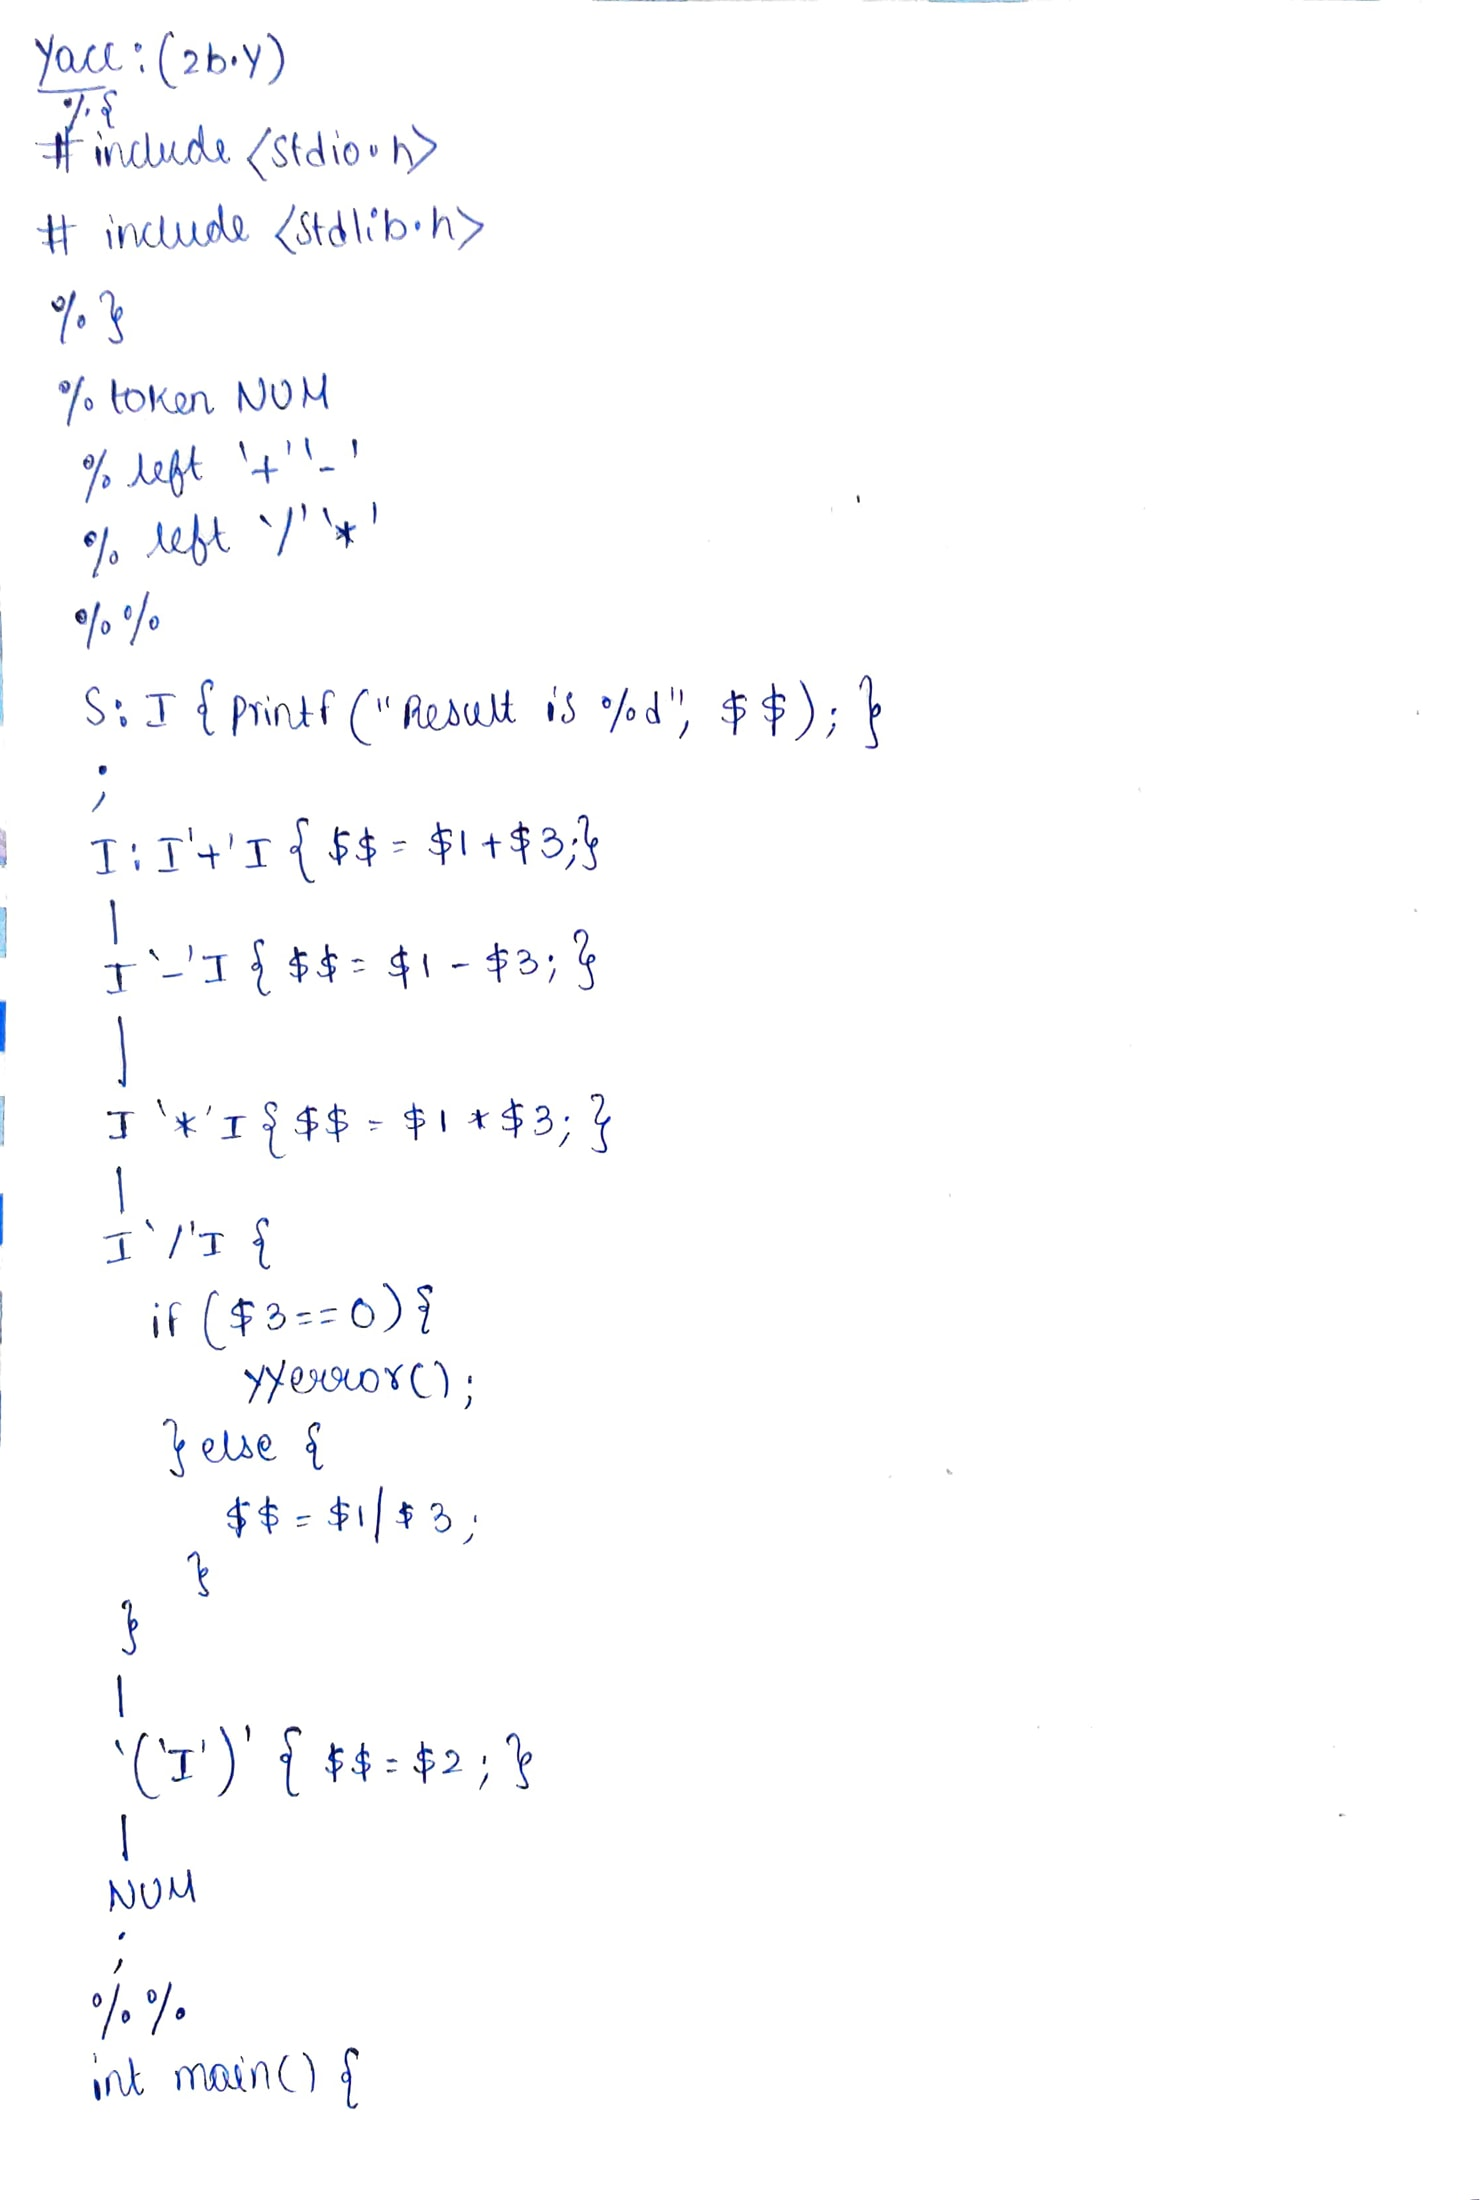 Yacc: (2b.y)
%{
#include <stdio.h>
# include <stdlib.h>
%}
% token NUM
% left '+' '-'
% left '/' '*'
%%
S: I { printf ("Result is %d", $$); }
;
I: I '+' I { $$ = $1 + $3; }
|
I '-' I { $$ = $1 - $3; }
|
I '*' I { $$ = $1 * $3; }
|
I '/' I {
if ($3 == 0) {
yyerror();
} else {
$$ = $1 / $3;
}
}
|
'(' I ')' { $$ = $2; }
|
NUM
;
%%
int main() {